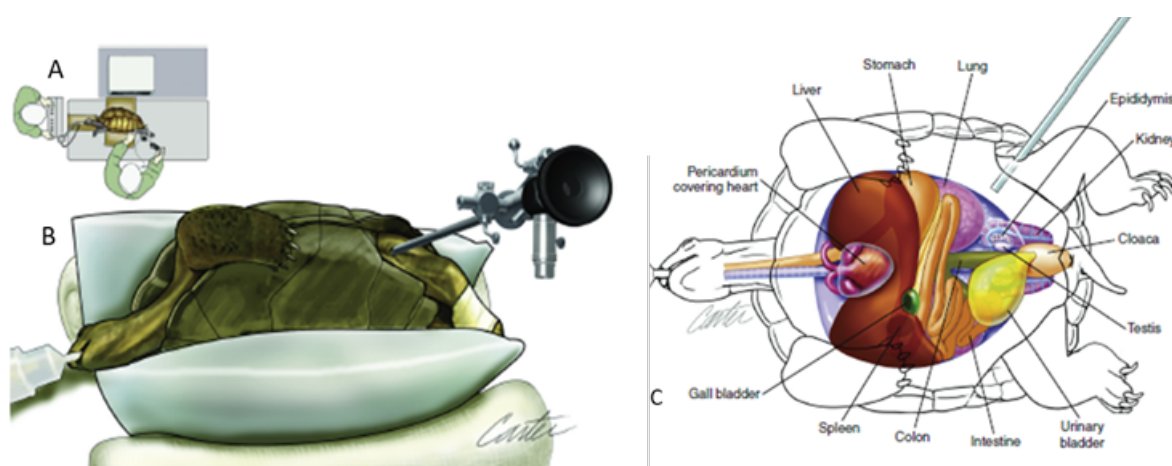 A
B
Carter
C
Stomach
Lung
Liver
Epididymis
Kidney
Pericardium
covering heart
Cloaca
Carter
Testis
Gall bladder
Spleen
Colon
Intestine
Urinary
bladder